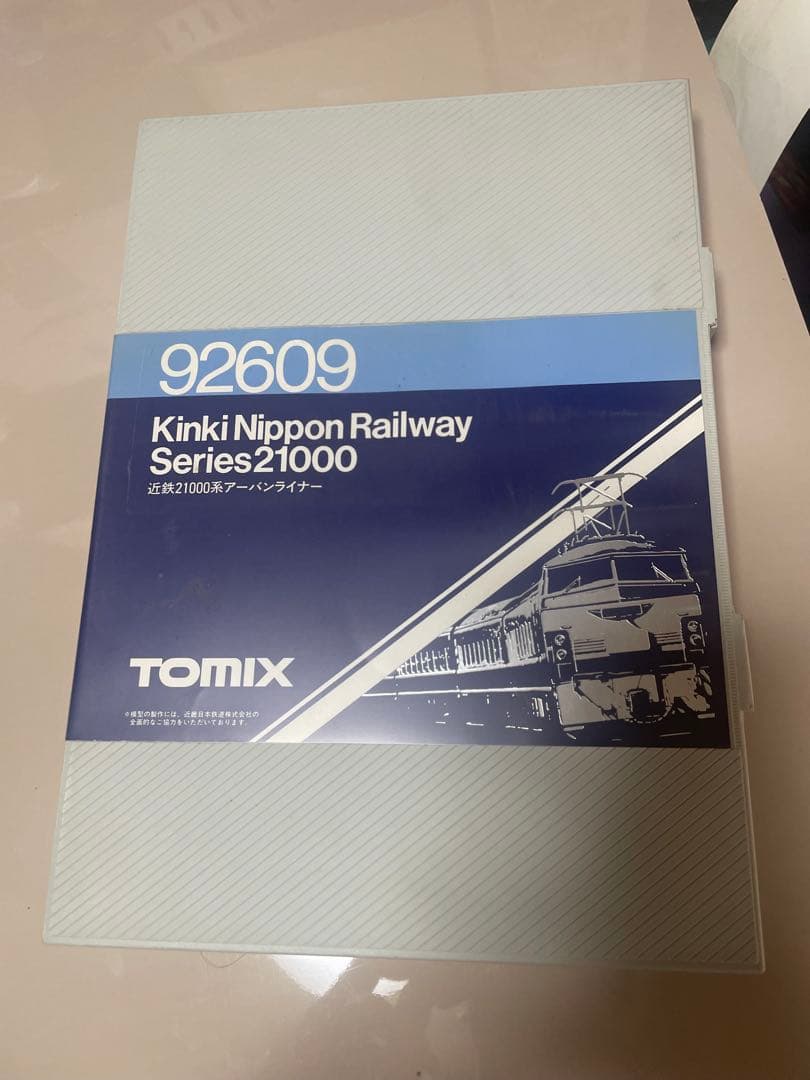 92609
Kinki Nippon Railway
Series21000
近鉄21000系アーバンライナー
TOMIX
※模型の製作には、近畿日本鉄道株式会社の
全面的なご協力をいただいております。